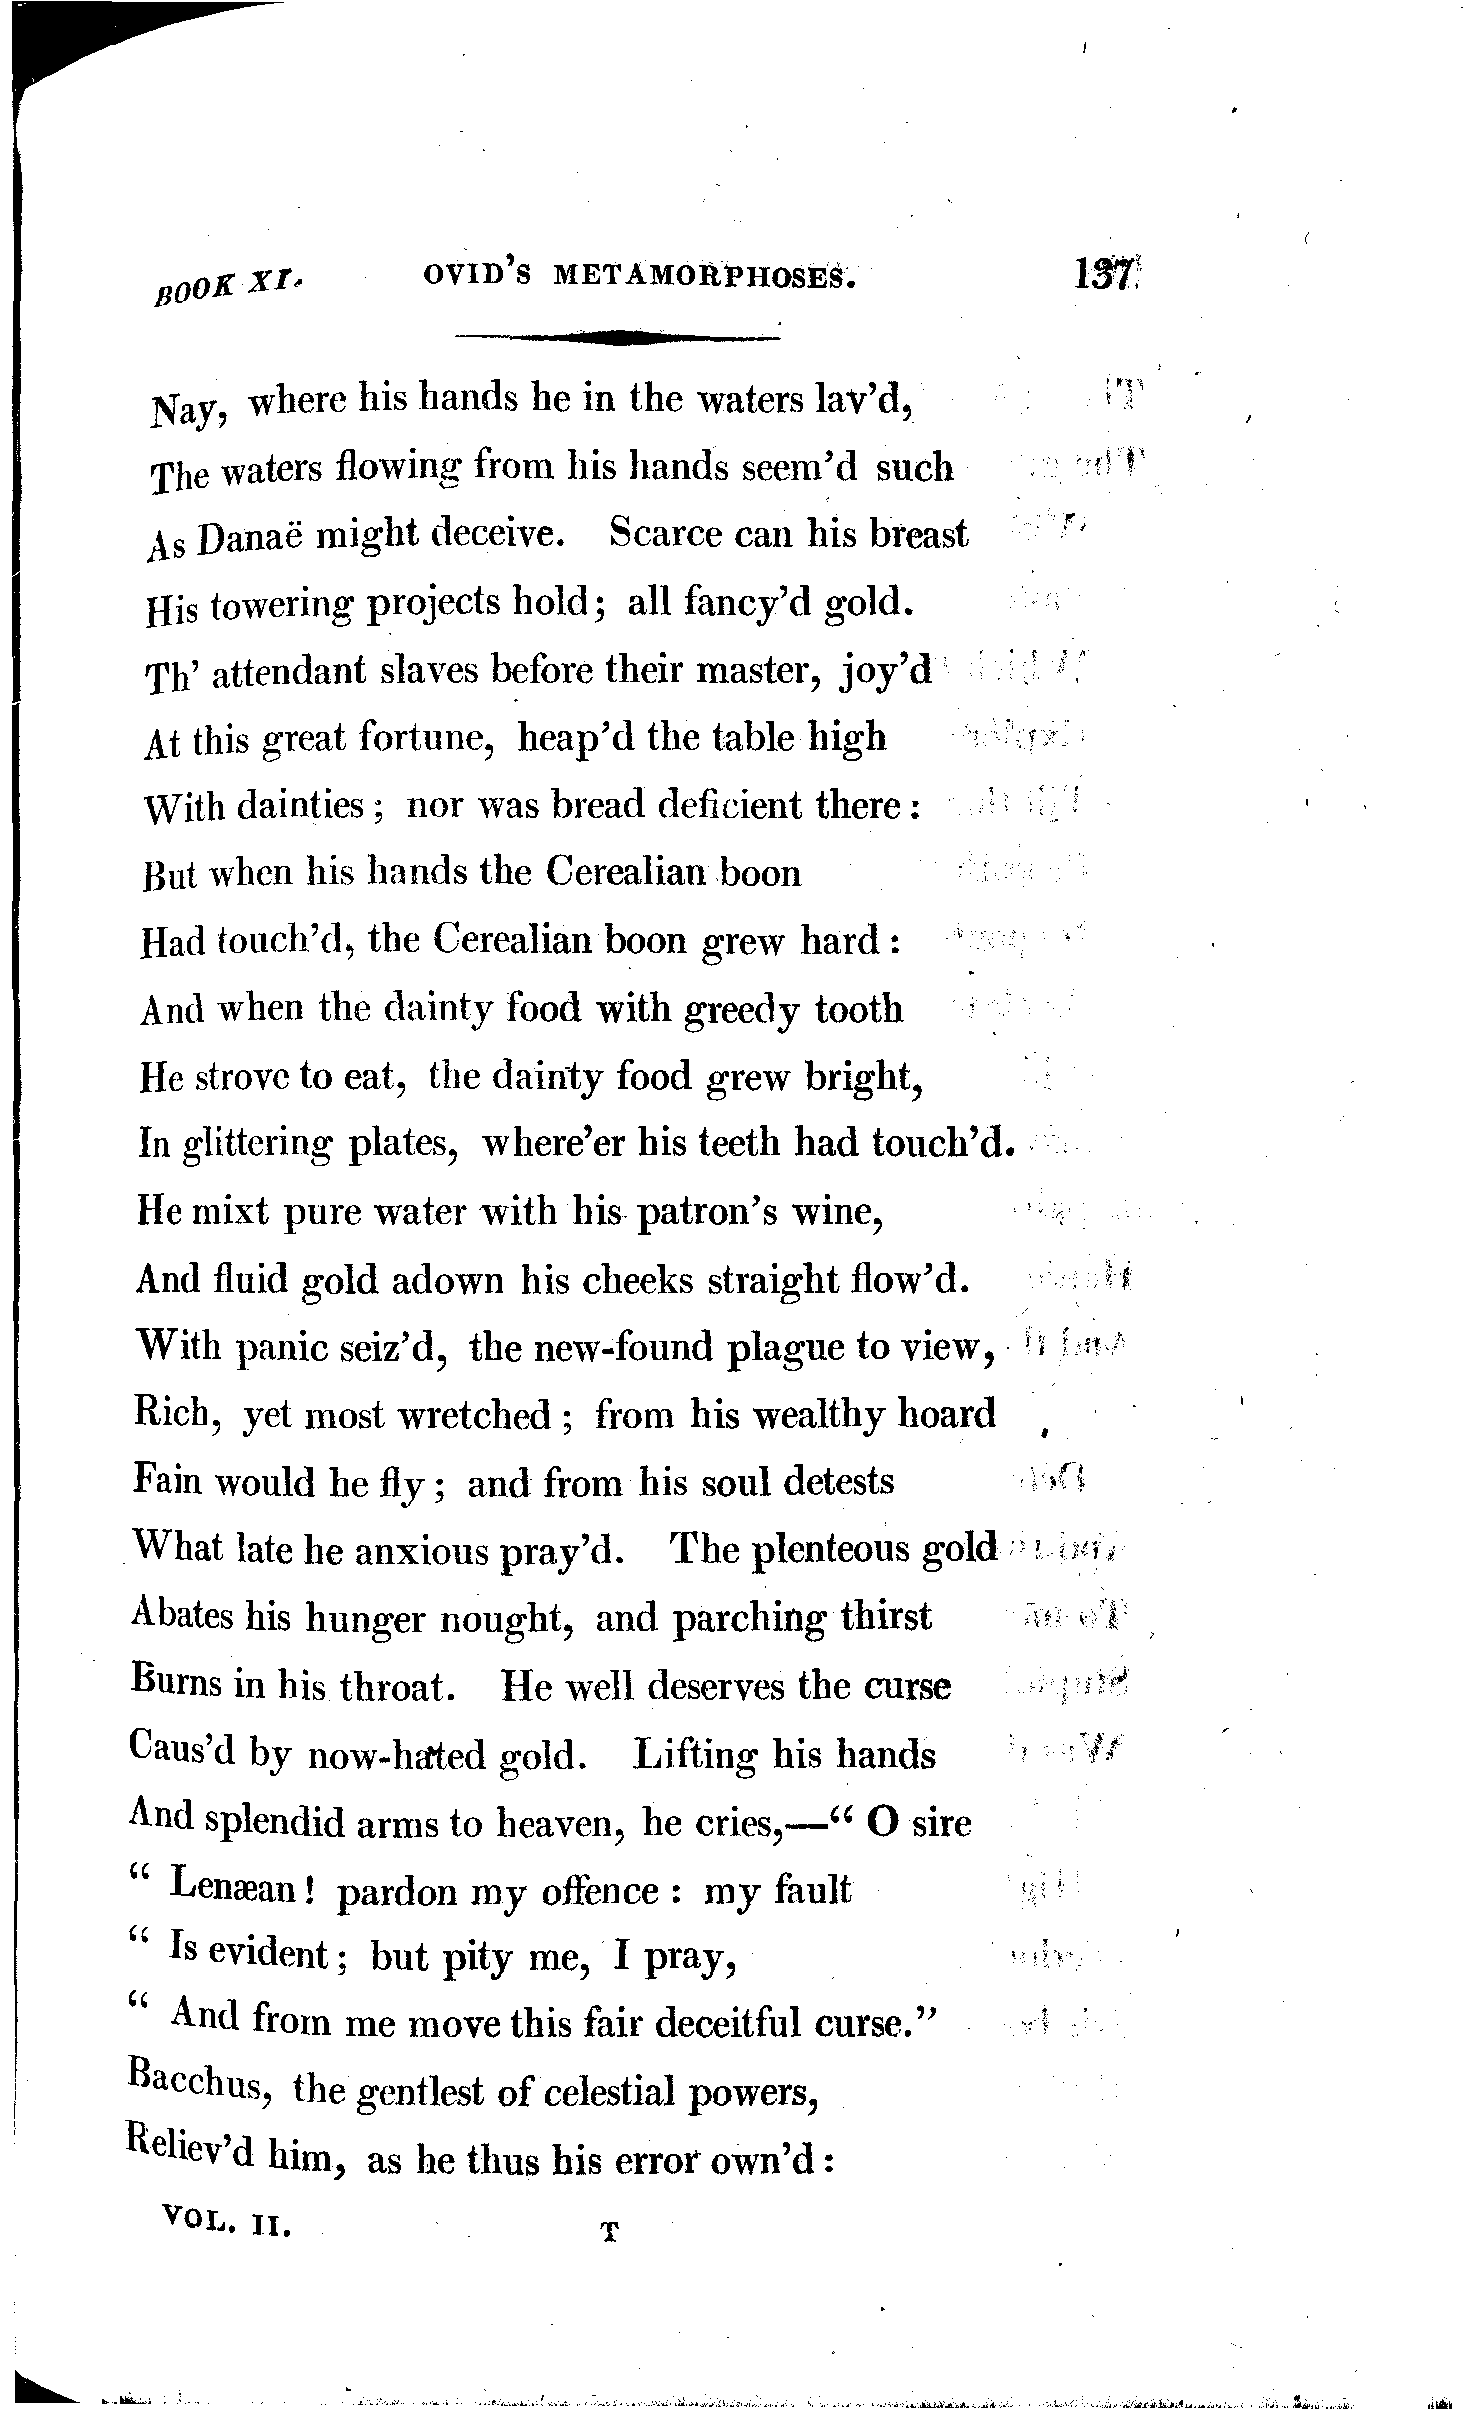 BOOK XI. OVID'S METAMORPHOSES. 137
Nay, where his hands he in the waters lav'd,
The waters flowing from his hands seem'd such
As Danaë might deceive. Scarce can his breast
His towering projects hold; all fancy'd gold.
Th' attendant slaves before their master, joy'd
At this great fortune, heap'd the table high
With dainties; nor was bread deficient there:
But when his hands the Cerealian boon
Had touch'd, the Cerealian boon grew hard:
And when the dainty food with greedy tooth
He strove to eat, the dainty food grew bright,
In glittering plates, where'er his teeth had touch'd.
He mixt pure water with his patron's wine,
And fluid gold adown his cheeks straight flow'd.
With panic seiz'd, the new-found plague to view,
Rich, yet most wretched; from his wealthy hoard
Fain would he fly; and from his soul detests
What late he anxious pray'd. The plenteous gold
Abates his hunger nought, and parching thirst
Burns in his throat. He well deserves the curse
Caus'd by now-hated gold. Lifting his hands
And splendid arms to heaven, he cries,—“ O sire
“ Lenæan! pardon my offence: my fault
“ Is evident; but pity me, I pray,
“ And from me move this fair deceitful curse.”
Bacchus, the gentlest of celestial powers,
Reliev'd him, as he thus his error own'd:
VOL. II. T